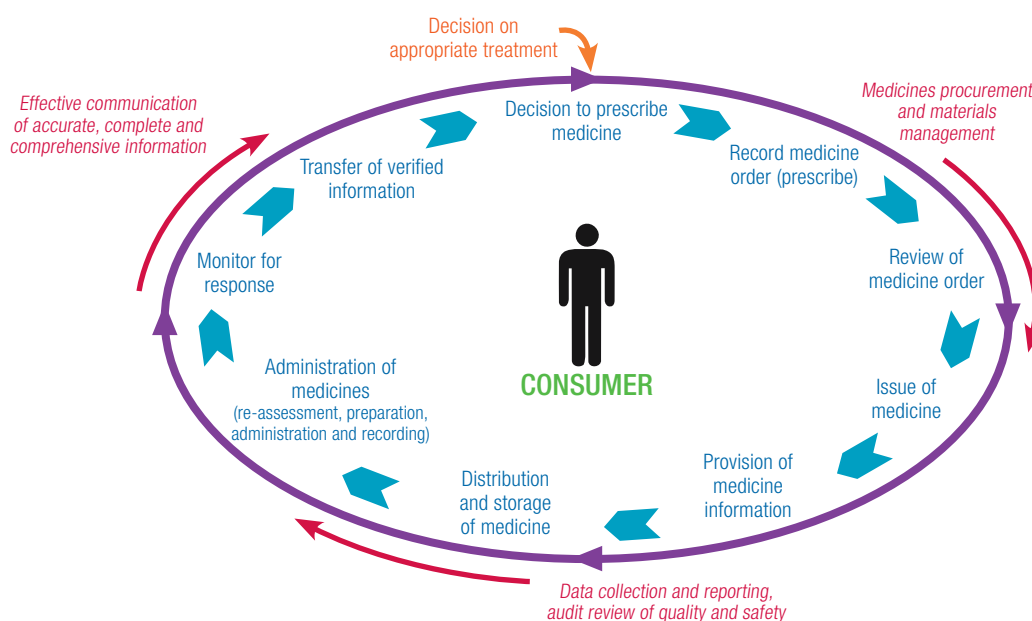 Decision on
appropriate treatment
Effective communication
of accurate, complete and
comprehensive information
Medicines procurement
and materials
management
Decision to prescribe
medicine
Record medicine
order (prescribe)
Review of
medicine order
Issue of
medicine
Provision of
medicine
information
Distribution
and storage
of medicine
Administration of
medicines
(re-assessment, preparation,
administration and recording)
Monitor for
response
Transfer of verified
information
CONSUMER
Data collection and reporting,
audit review of quality and safety